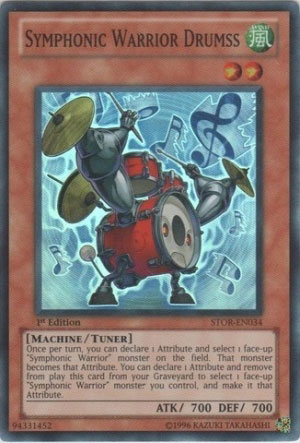 SYMPHONIC WARRIOR DRUMSS
風
1st Edition
STOR-EN034
[MACHINE/TUNER]
Once per turn, you can declare 1 Attribute and select 1 face-up
"Symphonic Warrior" monster on the field. That monster
becomes that Attribute. You can declare 1 Attribute and remove
from play this card from your Graveyard to select 1 face-up
"Symphonic Warrior" monster you control, and make it that
Attribute.
ATK/ 700 DEF/ 700
94331452
©1996 KAZUKI TAKAHASHI